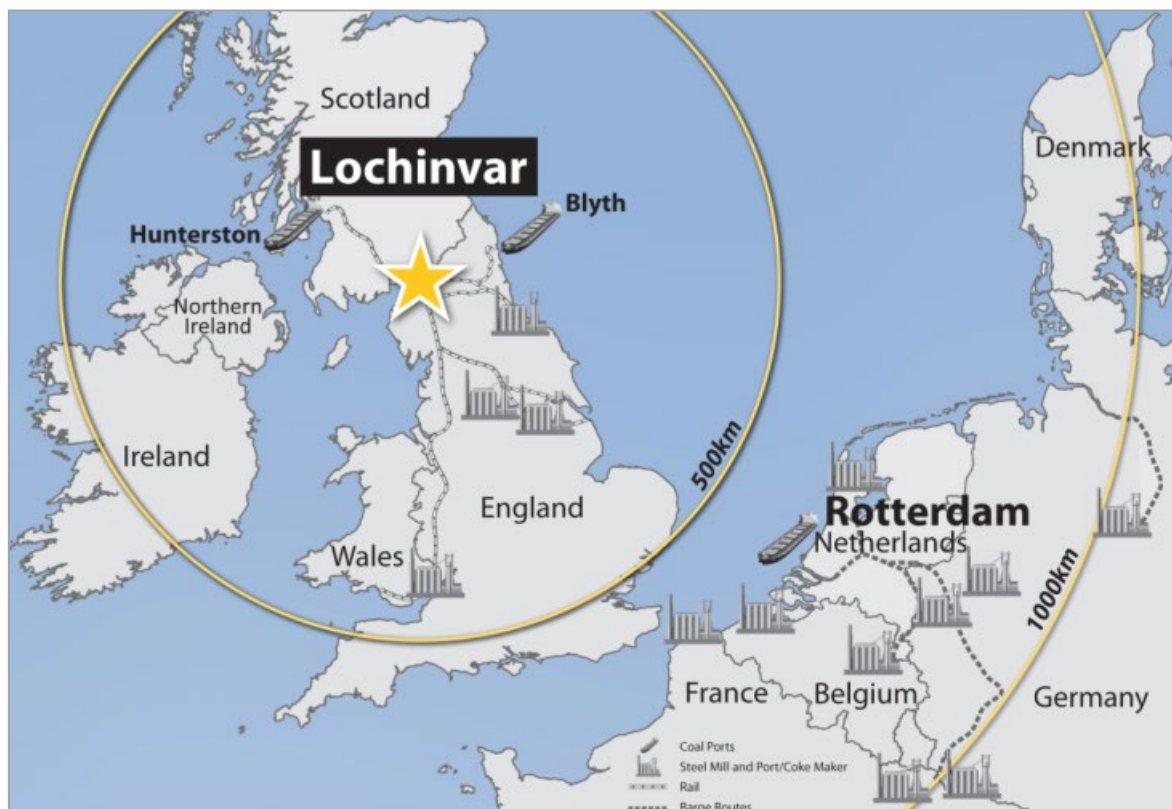 Scotland
Denmark
Lochinvar
Blyth
Hunterston
Northern
Ireland
500km
Ireland
England
Rotterdam
Netherlands
Wales
1000km
France
Belgium
Germany
Coal Ports
Steel Mill and Port/Coke Maker
Rail
Barge Routes